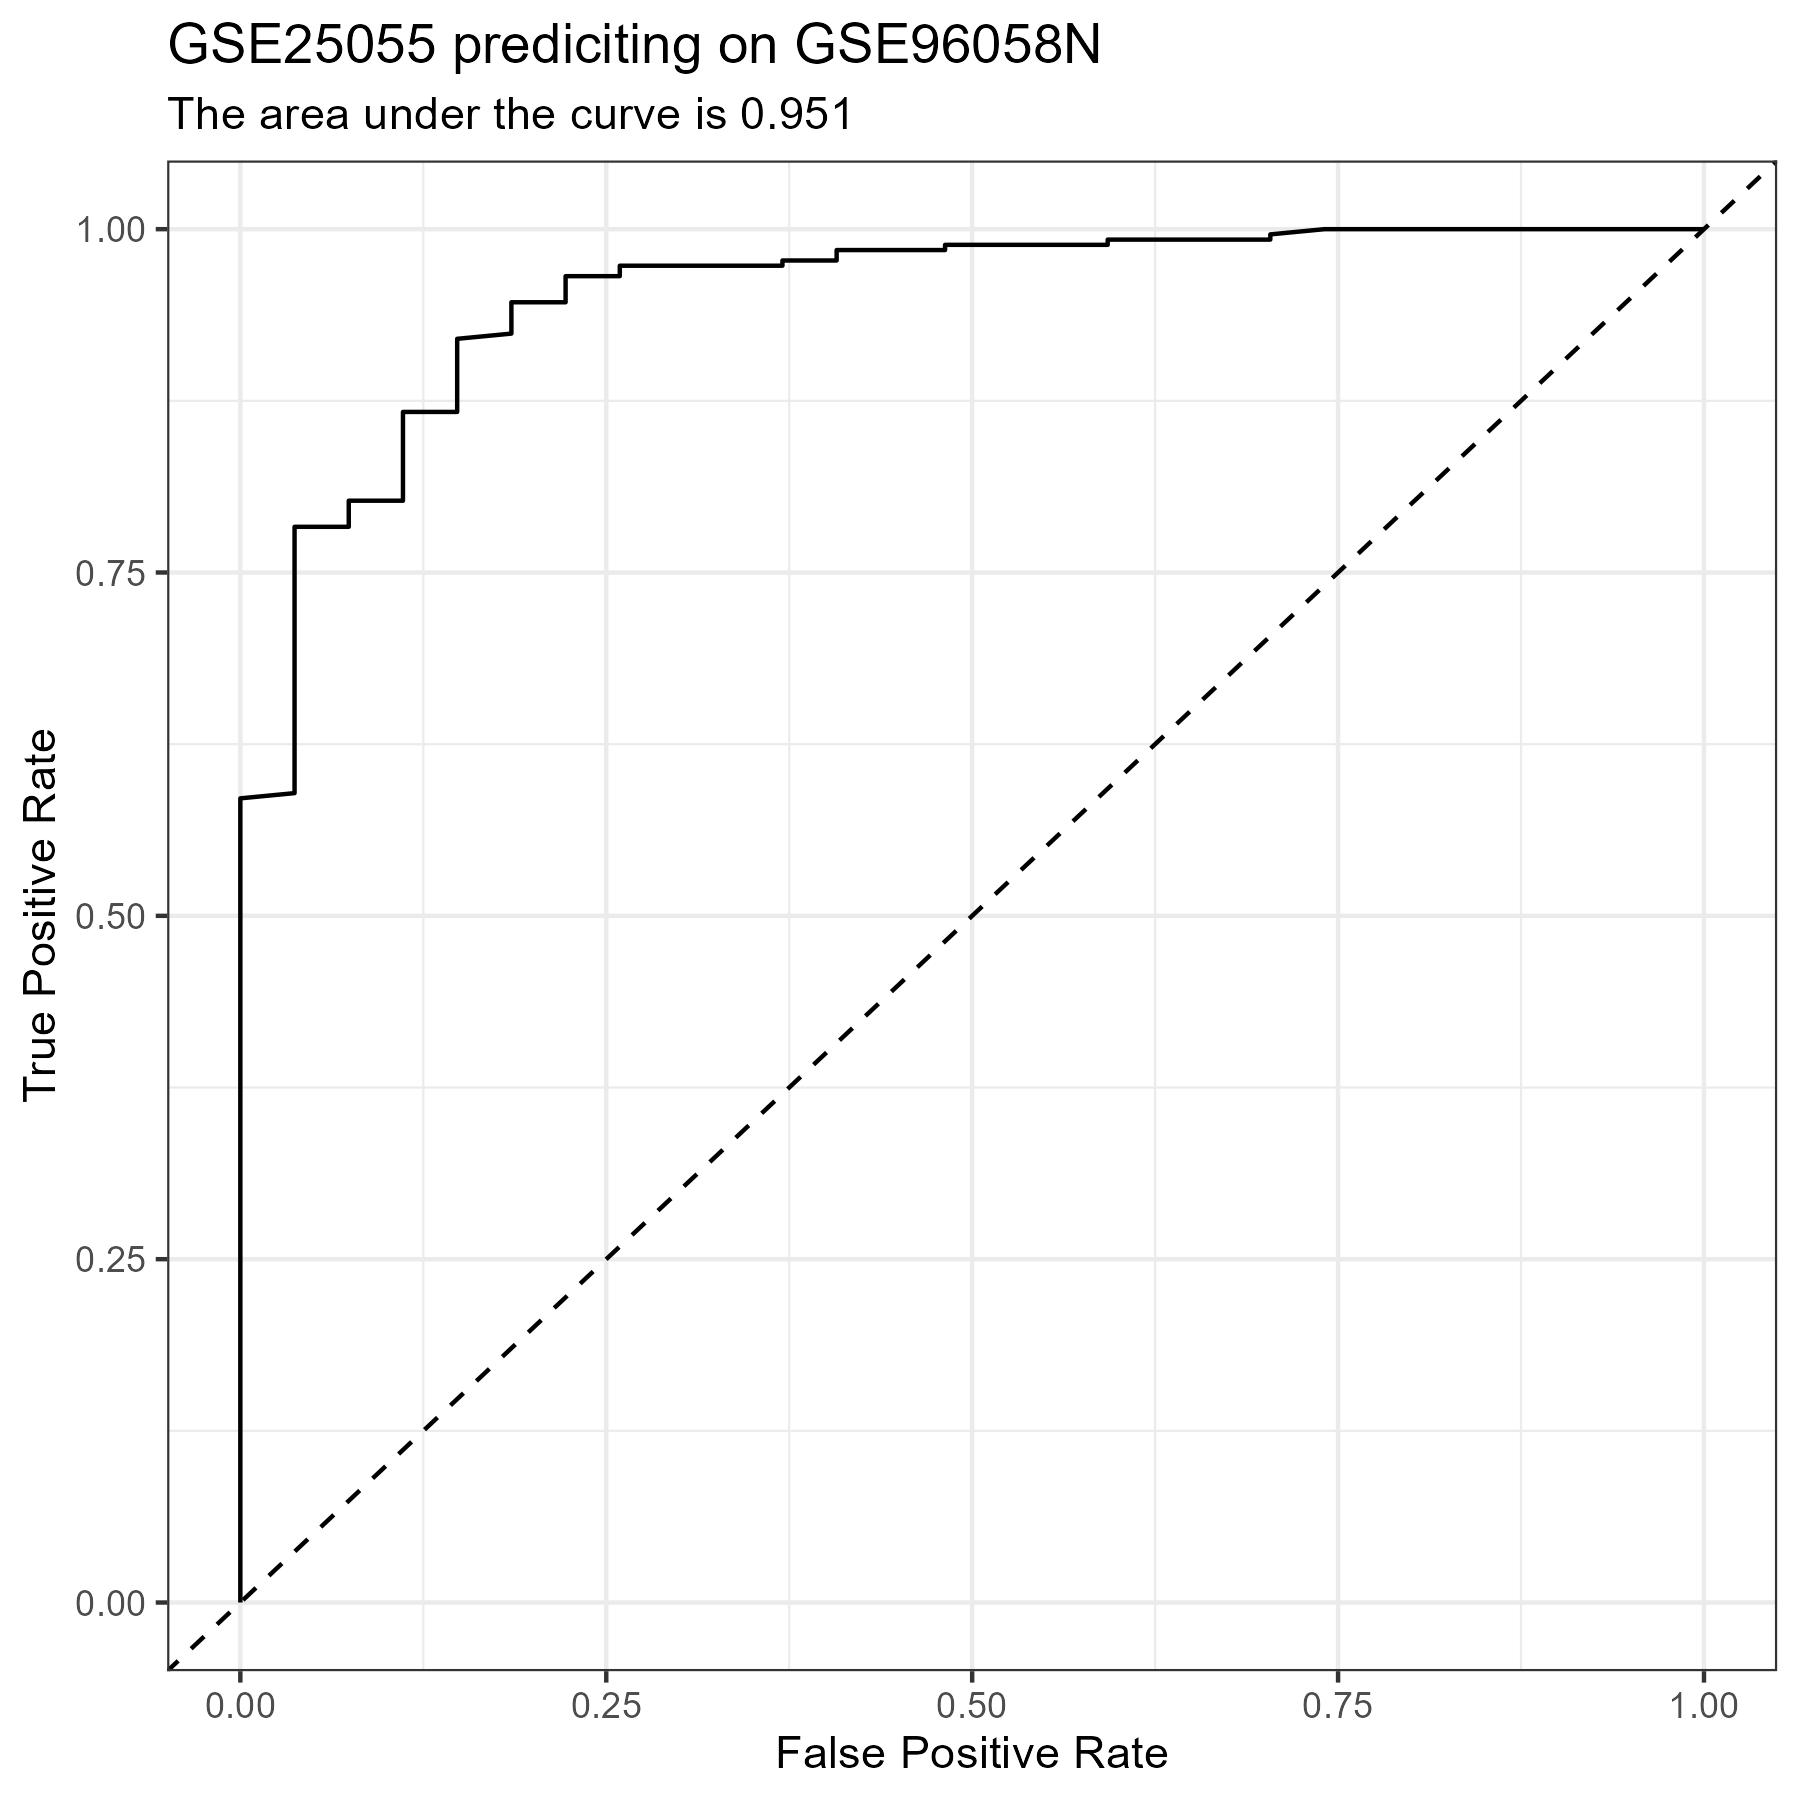 GSE25055 prediciting on GSE96058N
The area under the curve is 0.951
True Positive Rate
1.00
0.75
0.50
0.25
0.00
0.00 0.25 0.50 0.75 1.00
False Positive Rate